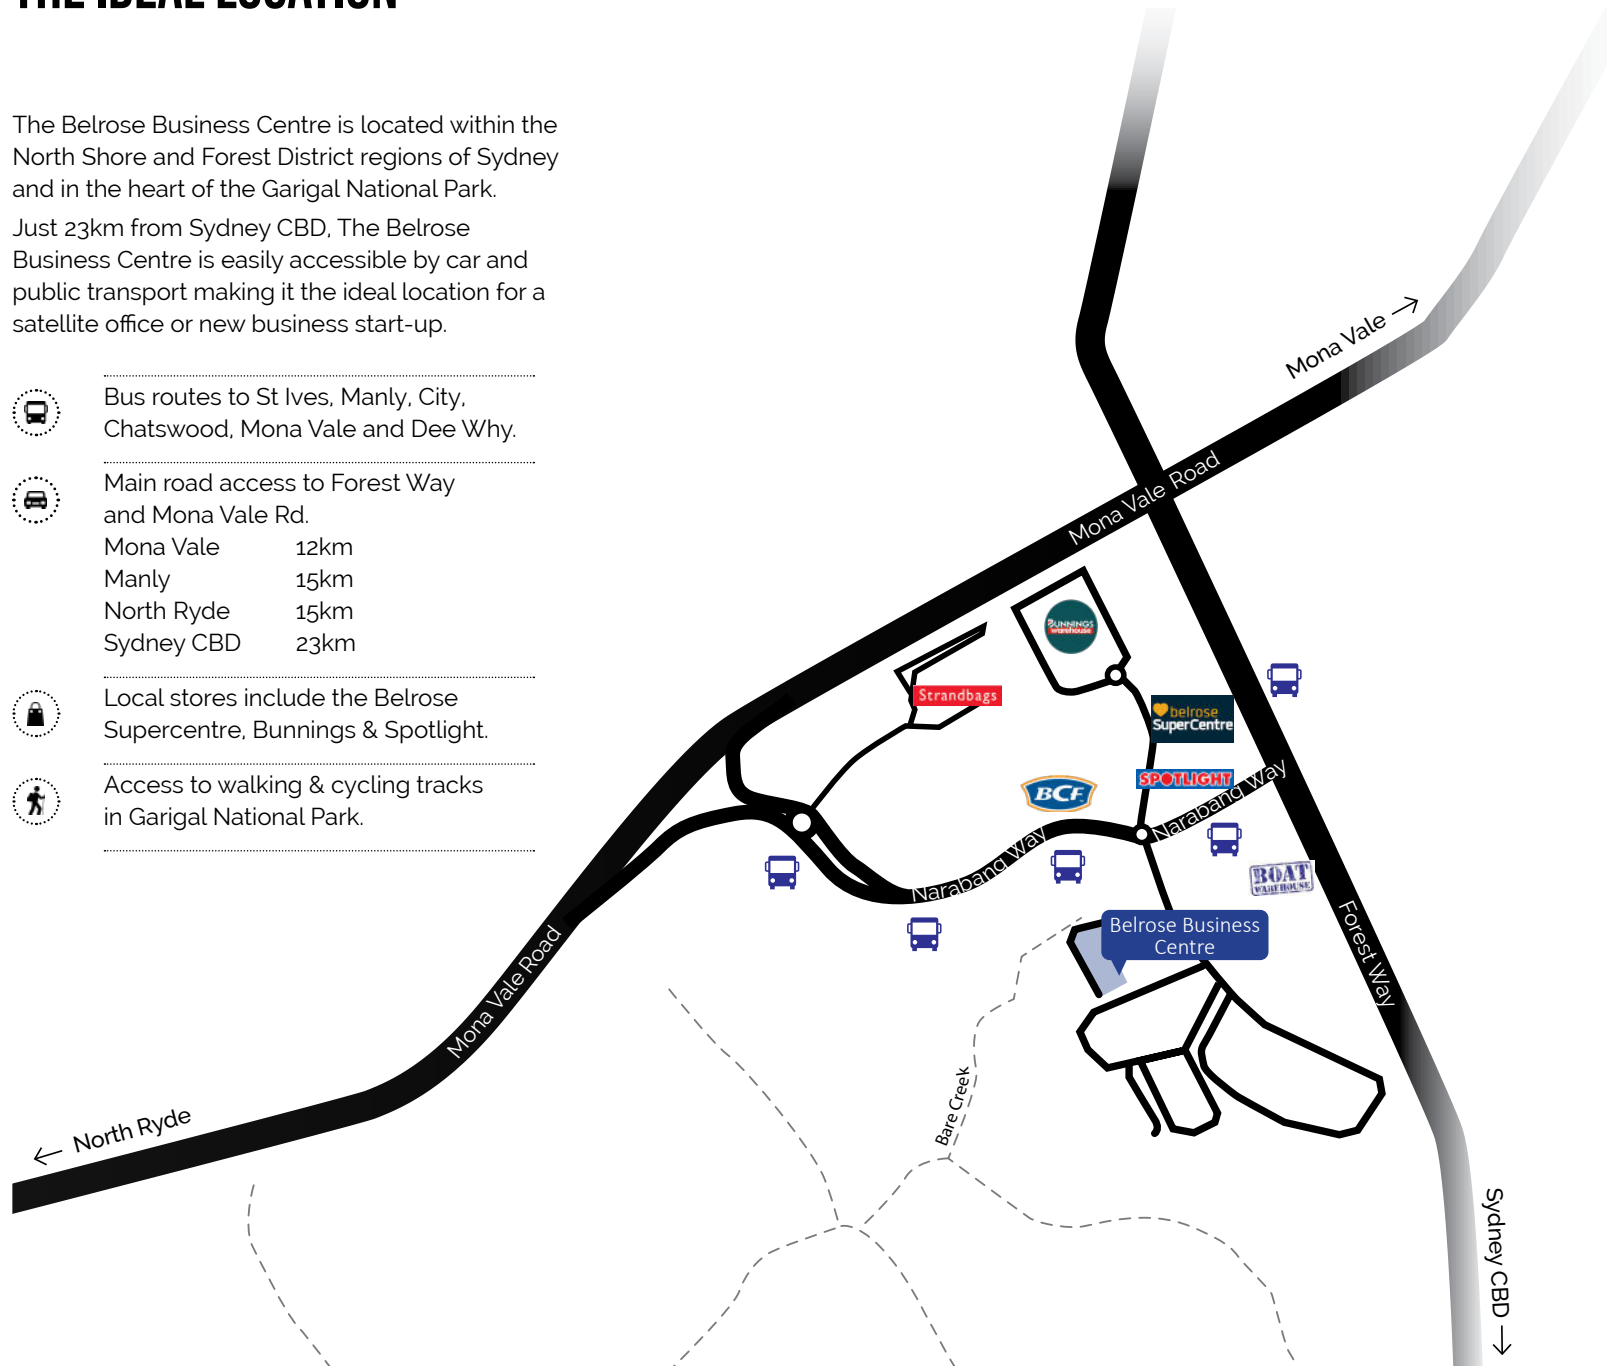 THE IDEAL LOCATION
The Belrose Business Centre is located within the
North Shore and Forest District regions of Sydney
and in the heart of the Garigal National Park.
Just 23km from Sydney CBD, The Belrose
Business Centre is easily accessible by car and
public transport making it the ideal location for a
satellite office or new business start-up.
Bus routes to St Ives, Manly, City,
Chatswood, Mona Vale and Dee Why.
Main road access to Forest Way
and Mona Vale Rd.
Mona Vale 12km
Manly 15km
North Ryde 15km
Sydney CBD 23km
Local stores include the Belrose
Supercentre, Bunnings & Spotlight.
Access to walking & cycling tracks
in Garigal National Park.
Mona Vale →
Mona Vale Road
BUNNINGS
warehouse
Strandbags
belrose
SuperCentre
SPOTLIGHT
BCF
Narabang Way
Narabang Way
BOAT
WAREHOUSE
Belrose Business
Centre
Forest Way
Mona Vale Road
Bare Creek
← North Ryde
Sydney CBD →